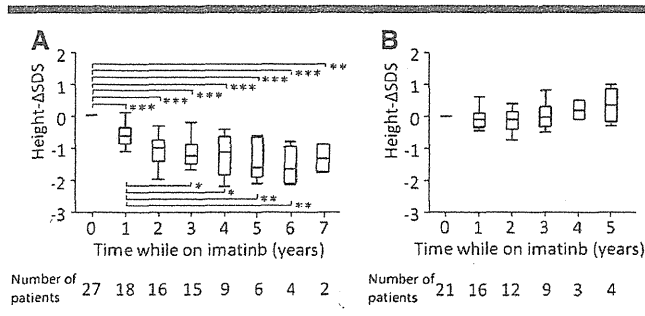 A
B
Height-ΔSDS
2
1
0
-1
-2
-3
**
***
***
***
***
***
***
*
*
**
**
0 1 2 3 4 5 6 7
Time while on imatinb (years)
Number of patients 27 18 16 15 9 6 4 2
Height-ΔSDS
2
1
0
-1
-2
-3
0 1 2 3 4 5
Time while on imatinb (years)
Number of patients 21 16 12 9 3 4